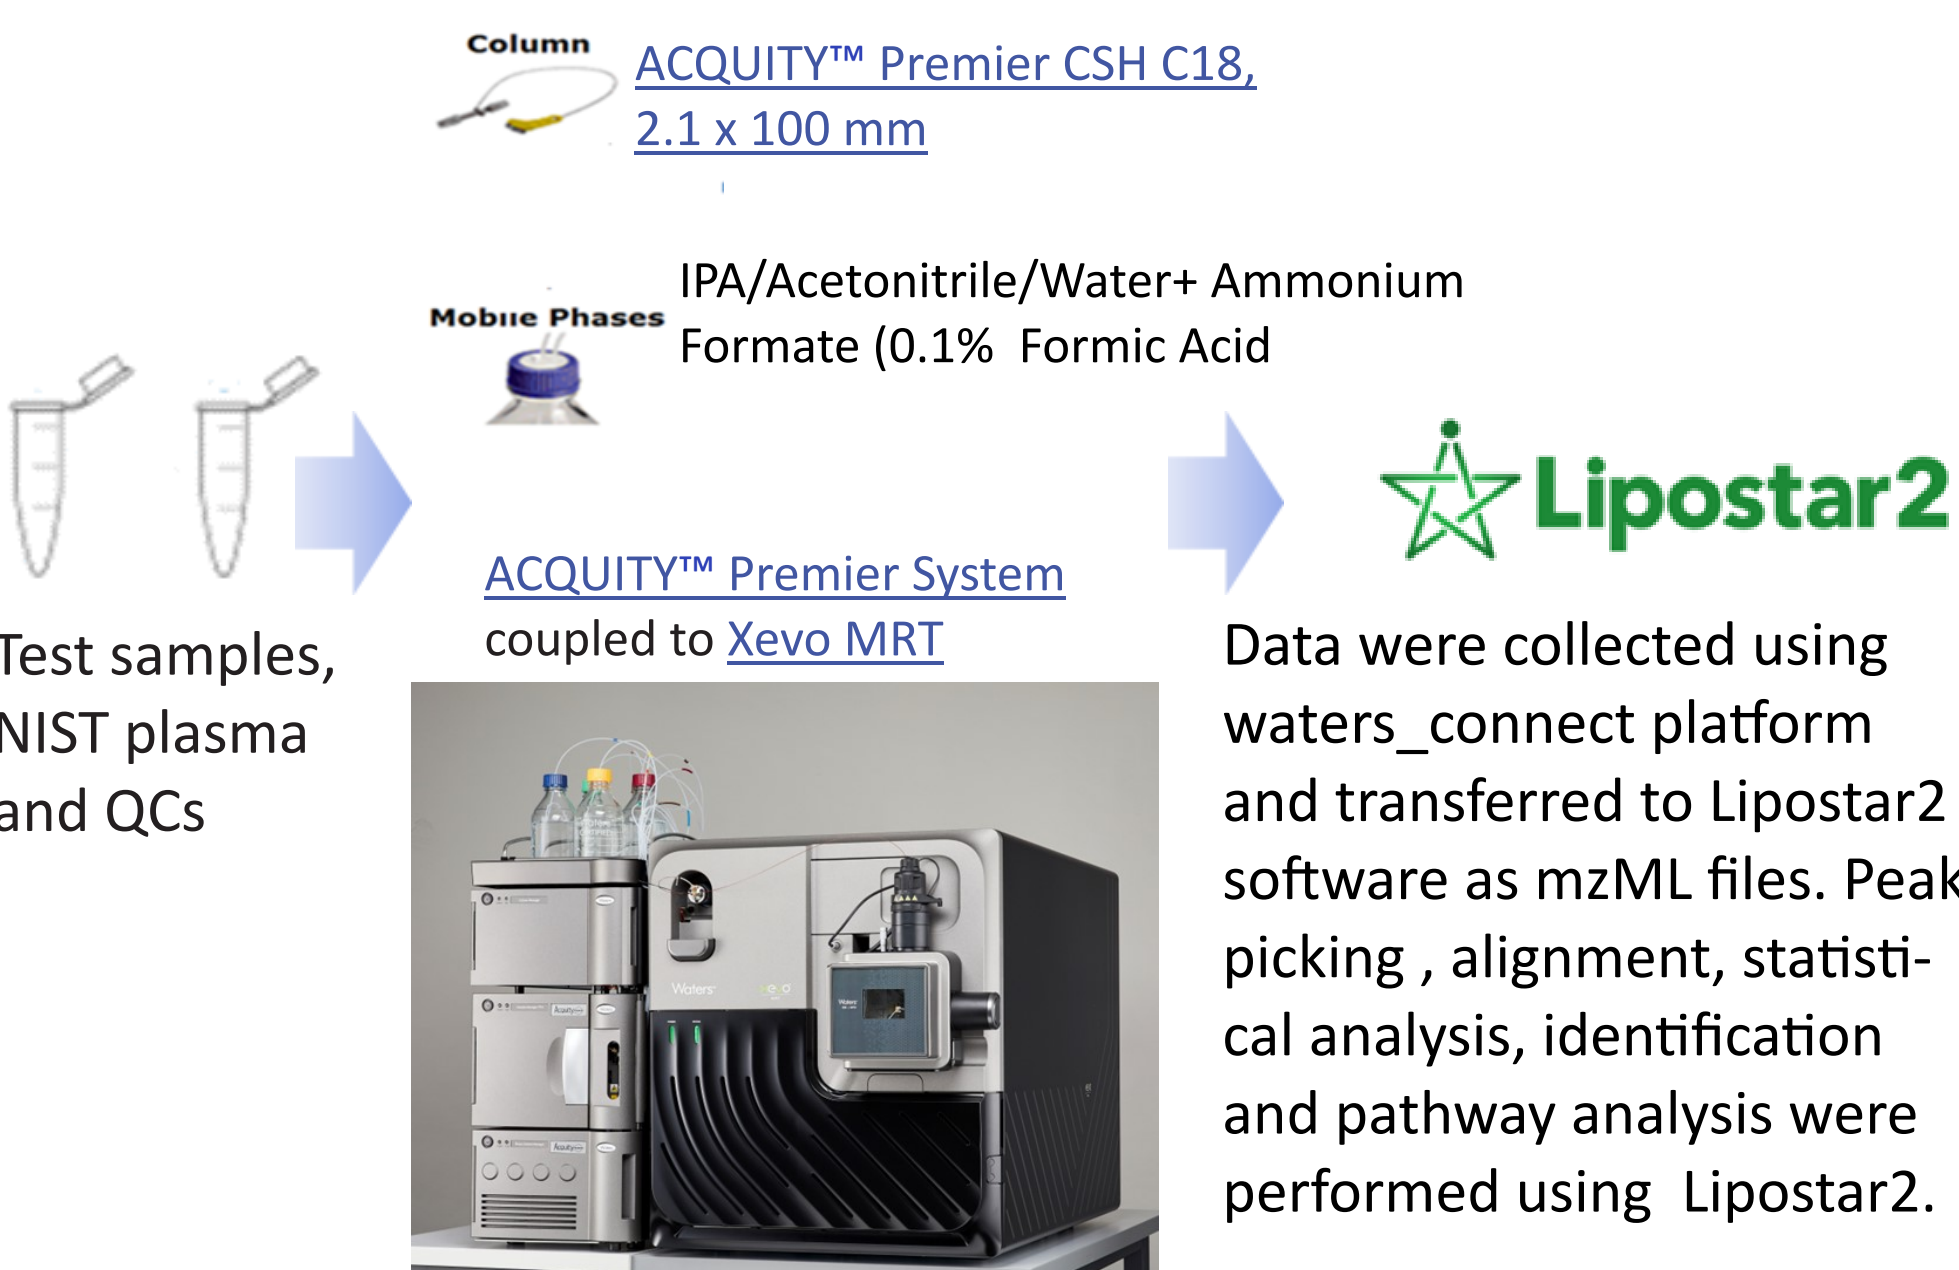 Column
ACQUITY™ Premier CSH C18,
2.1 x 100 mm
Mobile Phases
IPA/Acetonitrile/Water+ Ammonium
Formate (0.1%  Formic Acid
Test samples,
NIST plasma
and QCs
ACQUITY™ Premier System
coupled to Xevo MRT
Waters
xevo
Lipostar2
Data were collected using
waters_connect platform
and transferred to Lipostar2
software as mzML files. Peak
picking , alignment, statisti-
cal analysis, identification
and pathway analysis were
performed using  Lipostar2.